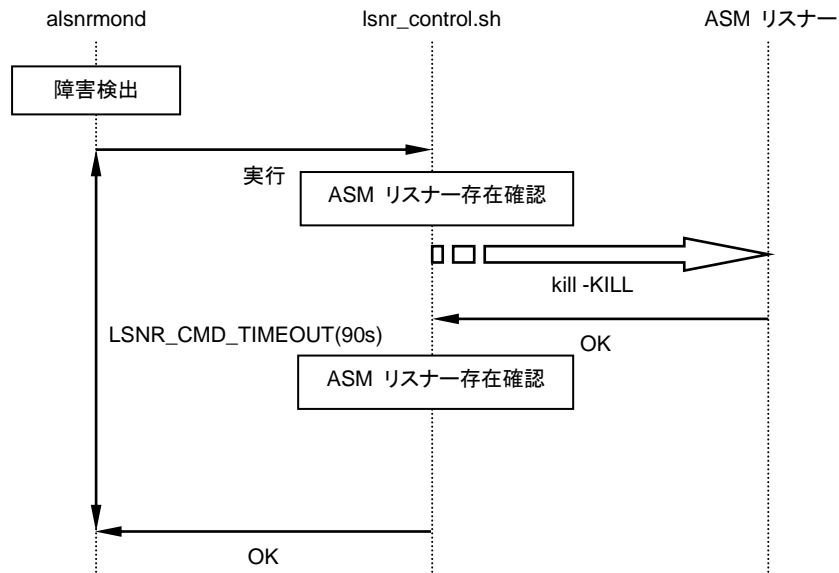 alsnrmond
lsnr_control.sh
ASM リスナー
障害検出
実行
ASM リスナー存在確認
kill -KILL
LSNR_CMD_TIMEOUT(90s)
OK
ASM リスナー存在確認
OK